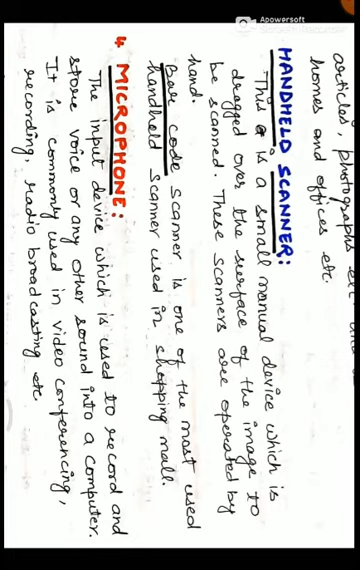 Apowersoft
articles, photographs etc
homes and offices etc.
HANDHELD SCANNER:
This is a small manual device which is
dragged over the surface of the image to
be scanned. These scanners are operated by
hand.
Bar code scanner is one of the most used
handheld scanner used in shopping mall.
4. MICROPHONE:
The input device which is used to record and
store voice or any other sound into a computer.
It is commonly used in video conferencing,
recording, radio broadcasting etc.